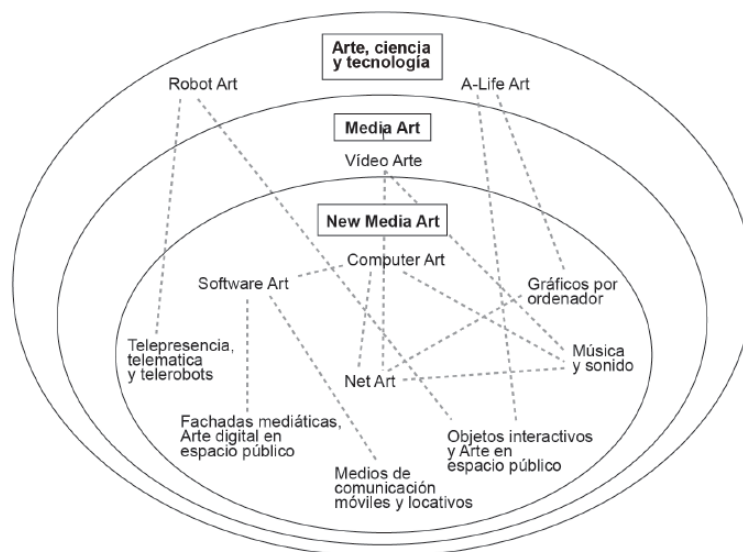 Arte, ciencia
y tecnología
Robot Art
A-Life Art
Media Art
Vídeo Arte
New Media Art
Computer Art
Software Art
Gráficos por
ordenador
Telepresencia,
telematica
y telerobots
Música
y sonido
Net Art
Fachadas mediáticas,
Arte digital en
espacio público
Objetos interactivos
y Arte en
espacio público
Medios de
comunicación
móviles y locativos